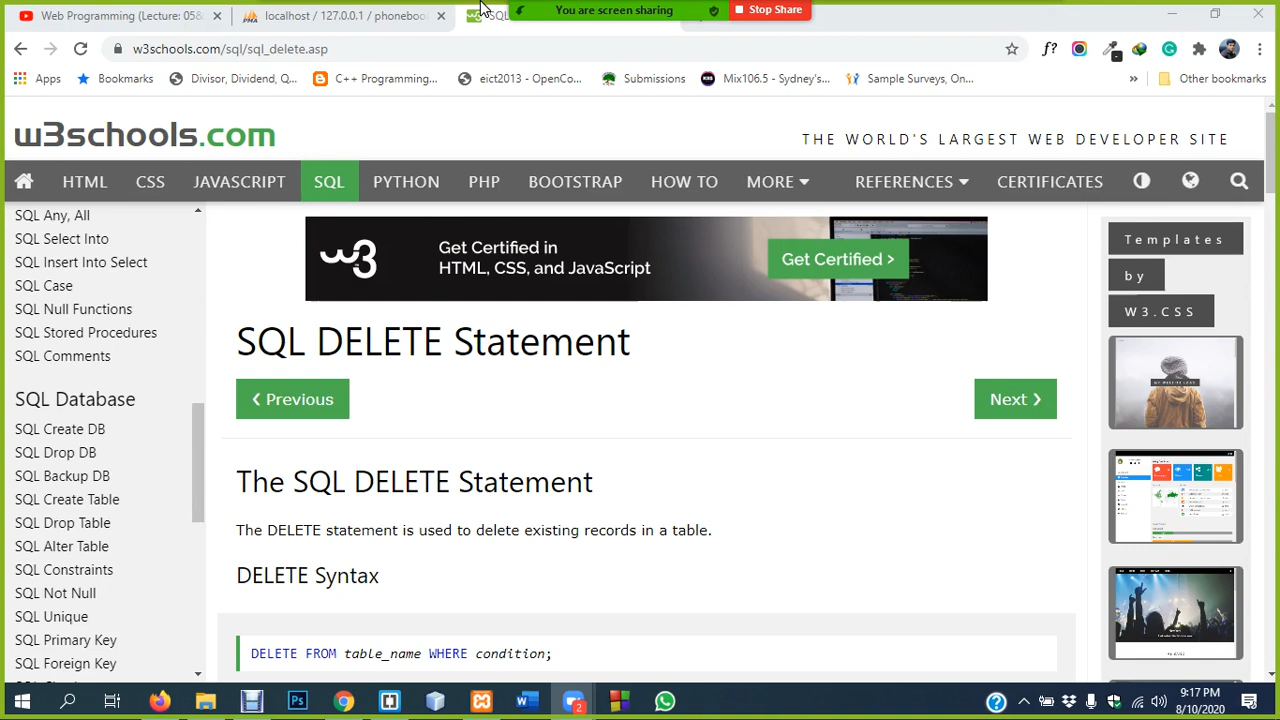 Web Programming (Lecture: 05&
localhost / 127.0.0.1 / phoneboo
SQL
You are screen sharing
Stop Share
w3schools.com/sql/sql_delete.asp
Apps
Bookmarks
Divisor, Dividend, Q...
C++ Programming...
eict2013 - OpenCo...
Submissions
Mix106.5 - Sydney's...
Sample Surveys, On...
»
Other bookmarks
w3schools.com
THE WORLD'S LARGEST WEB DEVELOPER SITE
HTML
CSS
JAVASCRIPT
SQL
PYTHON
PHP
BOOTSTRAP
HOW TO
MORE
REFERENCES
CERTIFICATES
SQL Any, All
SQL Select Into
SQL Insert Into Select
SQL Case
SQL Null Functions
SQL Stored Procedures
SQL Comments
SQL Database
SQL Create DB
SQL Drop DB
SQL Backup DB
SQL Create Table
SQL Drop Table
SQL Alter Table
SQL Constraints
SQL Not Null
SQL Unique
SQL Primary Key
SQL Foreign Key
w3
Get Certified in
HTML, CSS, and JavaScript
Get Certified >
SQL DELETE Statement
❮ Previous
Next ❯
The SQL DELETE Statement
The DELETE statement is used to delete existing records in a table.
DELETE Syntax
DELETE FROM table_name WHERE condition;
Templates
by
W3.CSS
9:17 PM
8/10/2020